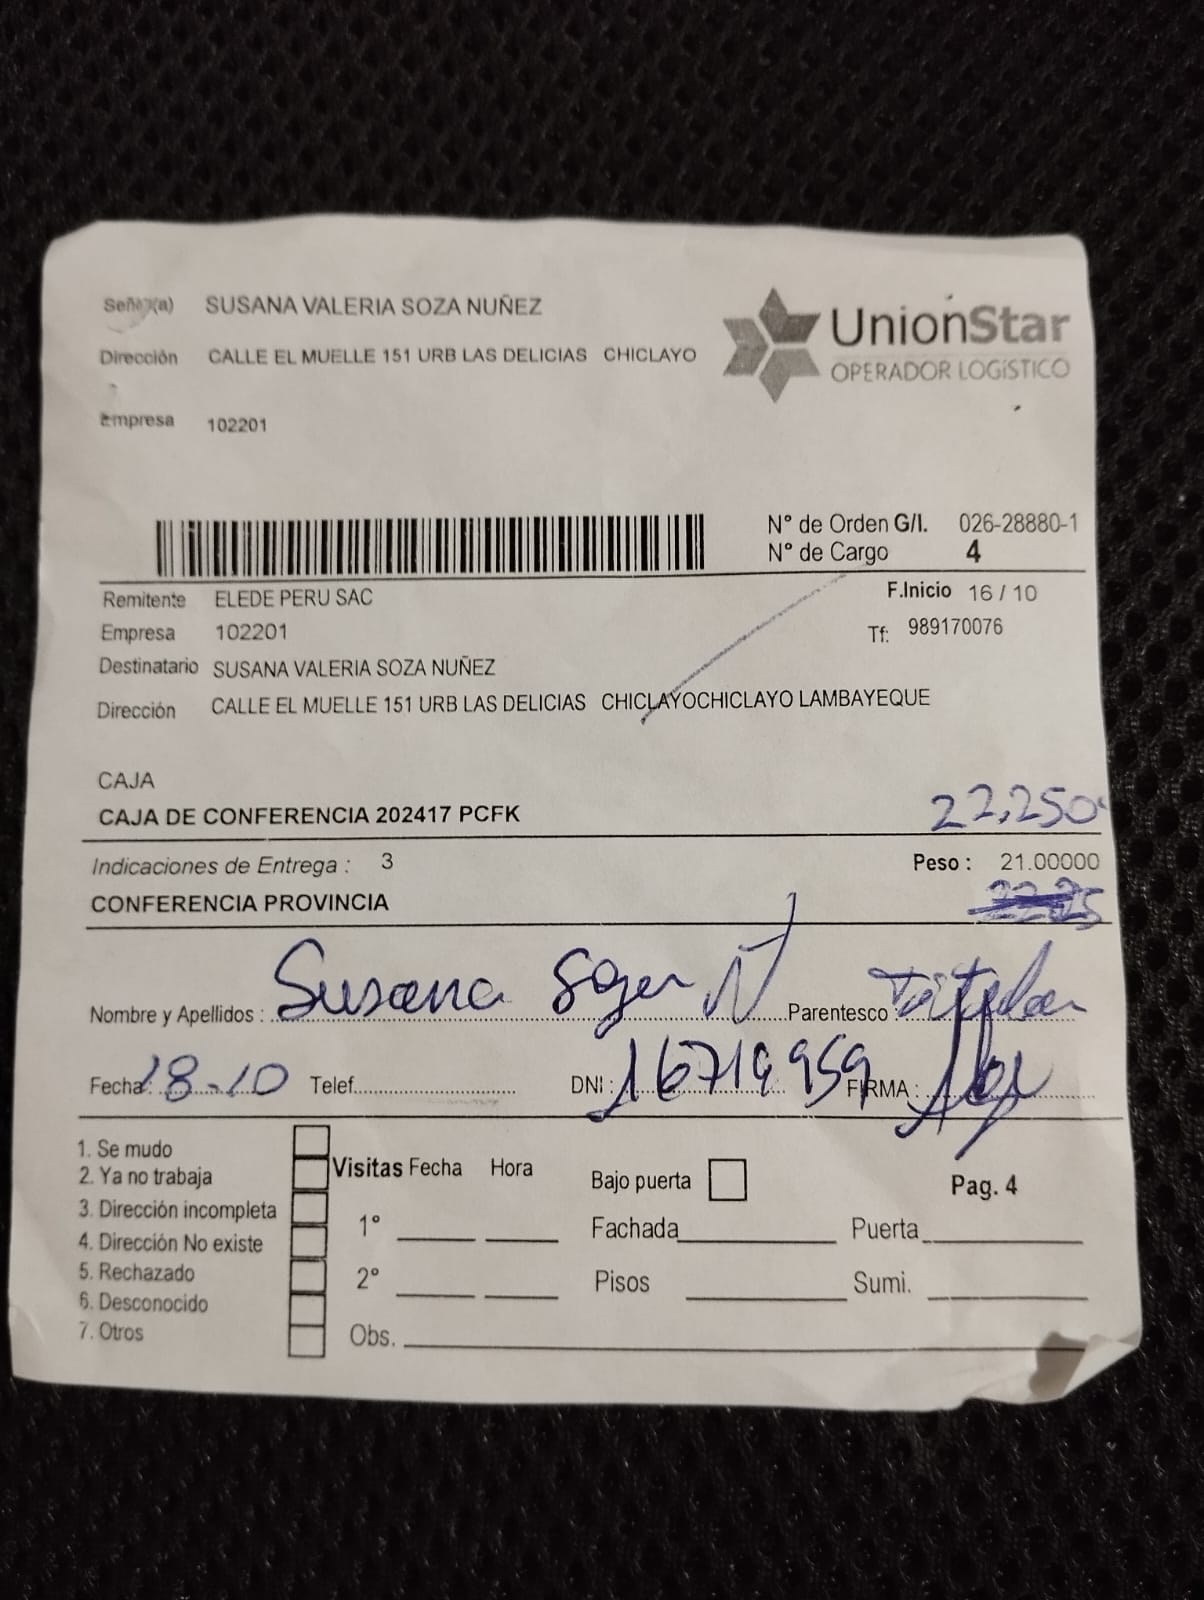 Señor(a) SUSANA VALERIA SOZA NUÑEZ
UnionStar
Dirección CALLE EL MUELLE 151 URB LAS DELICIAS CHICLAYO
OPERADOR LOGíSTICO
Empresa 102201
N° de Orden G/I. 026-28880-1
N° de Cargo 4
Remitente ELEDE PERU SAC
F.Inicio 16 / 10
Empresa 102201
Tf: 989170076
Destinatario SUSANA VALERIA SOZA NUÑEZ
Dirección CALLE EL MUELLE 151 URB LAS DELICIAS CHICLAYOCHICLAYO LAMBAYEQUE
CAJA
CAJA DE CONFERENCIA 202417 PCFK 22,250
Indicaciones de Entrega : 3 Peso : 21.00000
CONFERENCIA PROVINCIA
Nombre y Apellidos : Susana N Parentesco : Titular
Fecha: 18-10 Telef. DNI : 16719959 FIRMA :
1. Se mudo
2. Ya no trabaja
3. Dirección incompleta
4. Dirección No existe
5. Rechazado
6. Desconocido
7. Otros
Visitas Fecha Hora
1°
2°
Obs.
Bajo puerta Pag. 4
Fachada Puerta
Pisos Sumi.